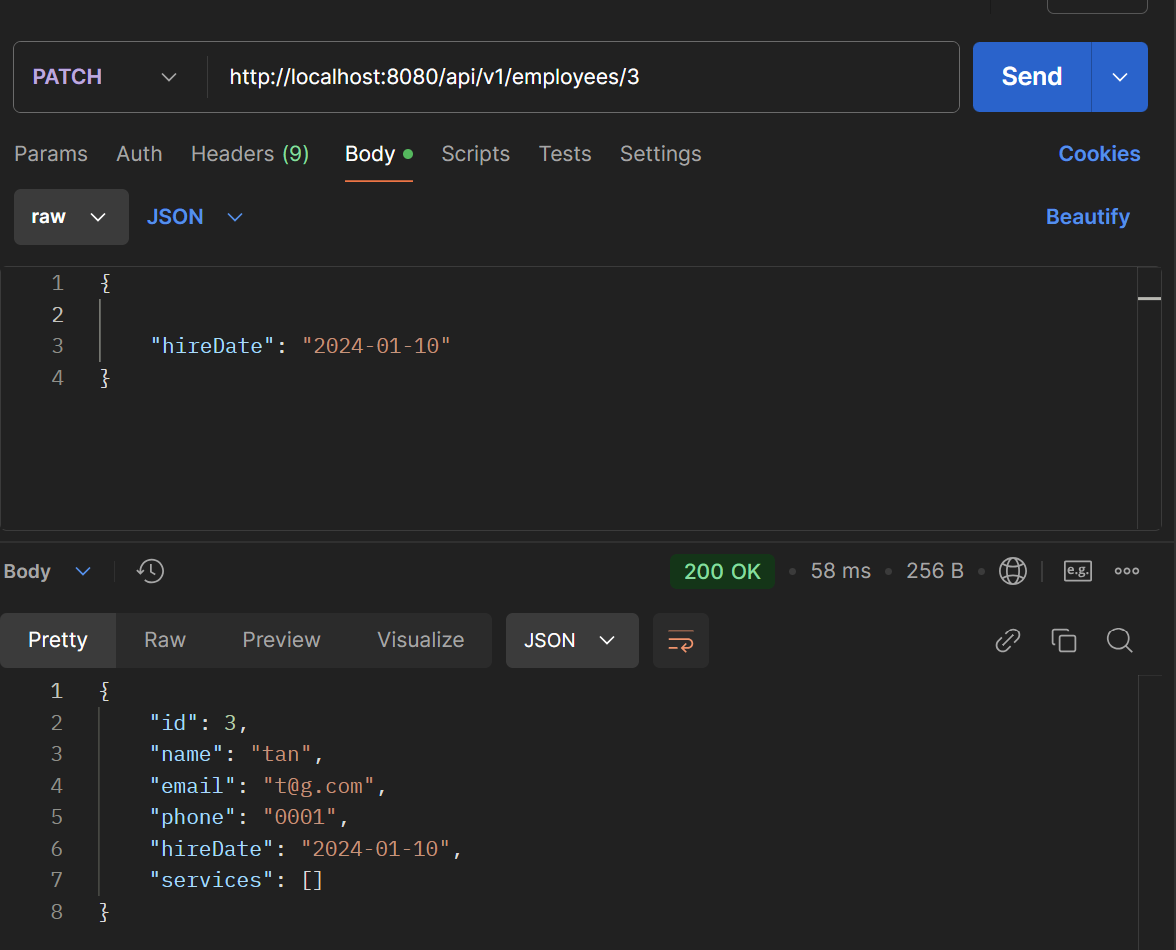 PATCH http://localhost:8080/api/v1/employees/3 Send
Params Auth Headers (9) Body Scripts Tests Settings Cookies
raw JSON Beautify
1 {
2
3 "hireDate": "2024-01-10"
4 }
Body 200 OK 58 ms 256 B e.g.
Pretty Raw Preview Visualize JSON
1 {
2 "id": 3,
3 "name": "tan",
4 "email": "t@g.com",
5 "phone": "0001",
6 "hireDate": "2024-01-10",
7 "services": []
8 }